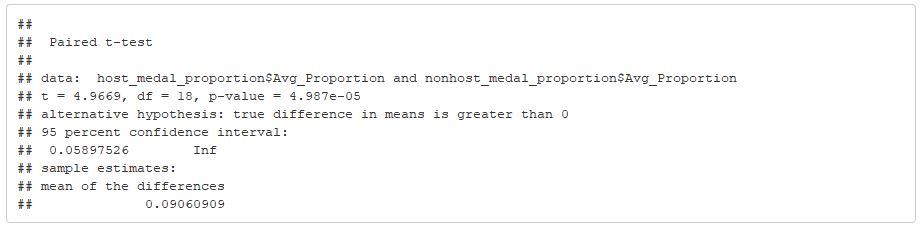 ##
##  Paired t-test
##
## data:  host_medal_proportion$Avg_Proportion and nonhost_medal_proportion$Avg_Proportion
## t = 4.9669, df = 18, p-value = 4.987e-05
## alternative hypothesis: true difference in means is greater than 0
## 95 percent confidence interval:
##  0.05897526        Inf
## sample estimates:
## mean of the differences
##              0.09060909